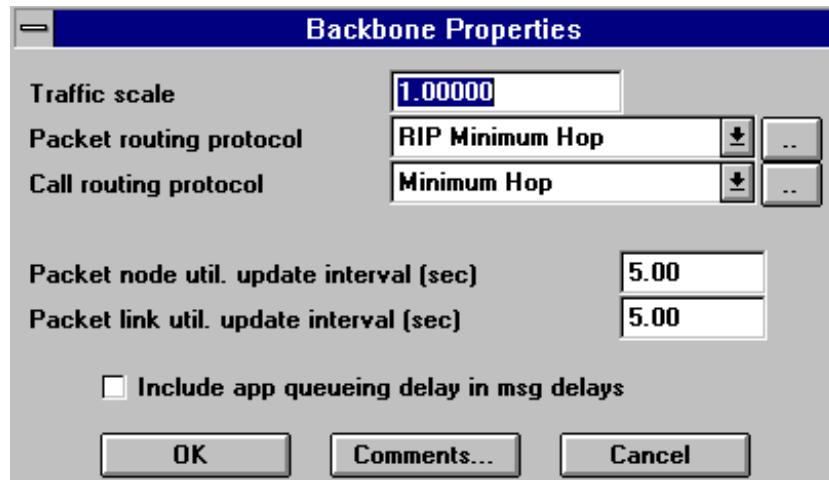 Backbone Properties
Traffic scale 1.00000
Packet routing protocol RIP Minimum Hop ..
Call routing protocol Minimum Hop ..
Packet node util. update interval (sec) 5.00
Packet link util. update interval (sec) 5.00
Include app queueing delay in msg delays
OK Comments... Cancel